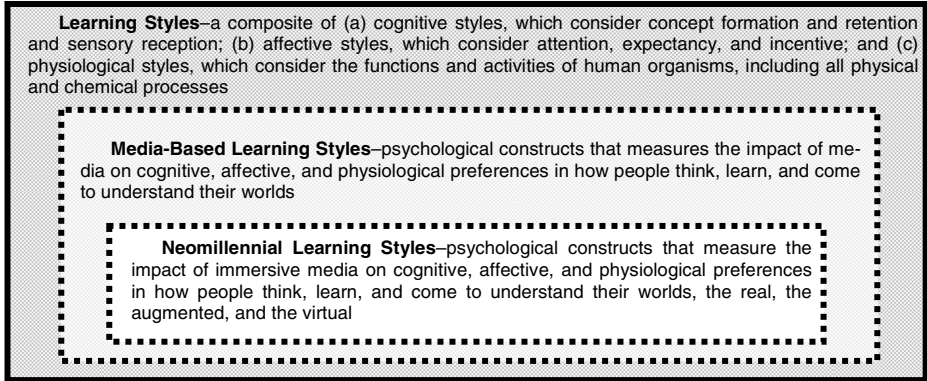 Learning Styles–a composite of (a) cognitive styles, which consider concept formation and retention
and sensory reception; (b) affective styles, which consider attention, expectancy, and incentive; and (c)
physiological styles, which consider the functions and activities of human organisms, including all physical
and chemical processes
Media-Based Learning Styles–psychological constructs that measures the impact of me-
dia on cognitive, affective, and physiological preferences in how people think, learn, and come
to understand their worlds
Neomillennial Learning Styles–psychological constructs that measure the
impact of immersive media on cognitive, affective, and physiological preferences
in how people think, learn, and come to understand their worlds, the real, the
augmented, and the virtual